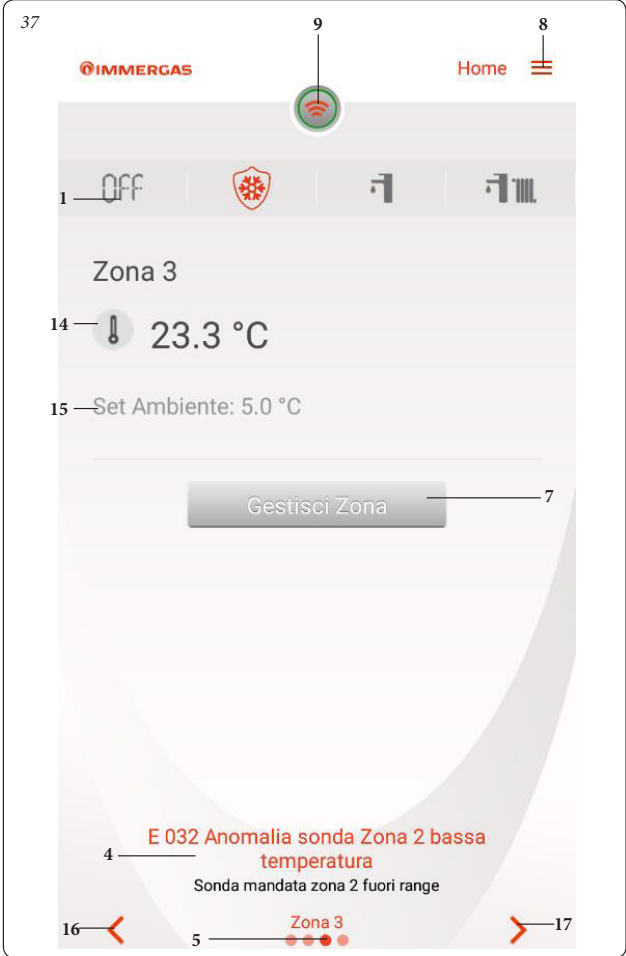 37
9
8
IMMERGAS
Home
1
OFF
Zona 3
14
23.3 °C
15
Set Ambiente: 5.0 °C
Gestisci Zona
7
E 032 Anomalia sonda Zona 2 bassa
4
temperatura
Sonda mandata zona 2 fuori range
16
Zona 3
17
5